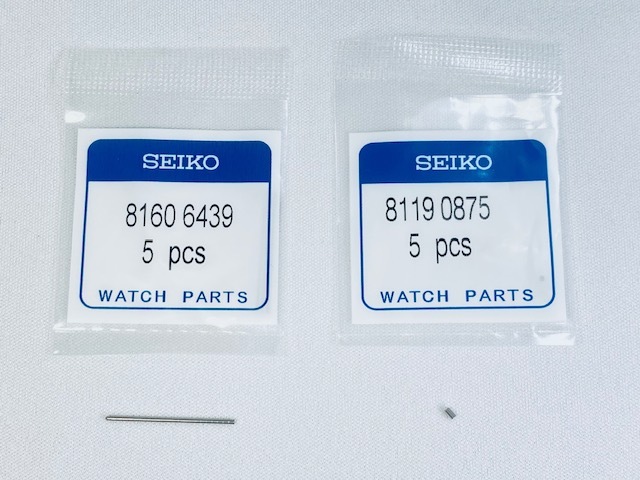 SEIKO
8160 6439
5 pcs
WATCH PARTS
SEIKO
8119 0875
5 pcs
WATCH PARTS